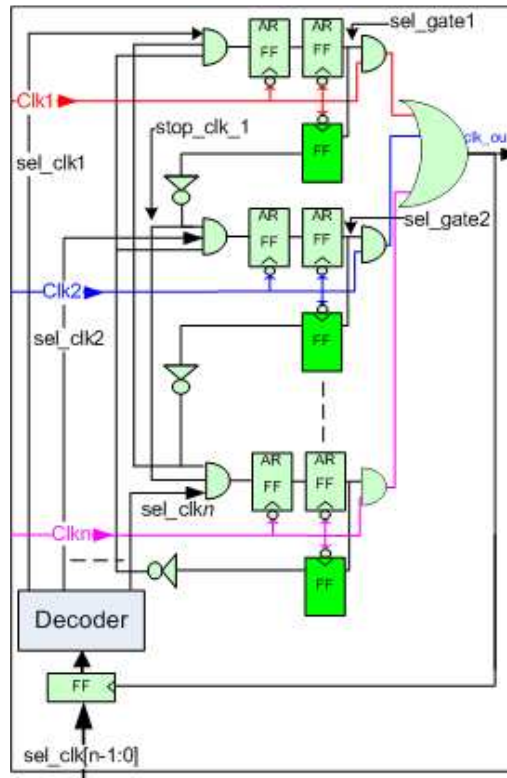 AR
AR
sel_gate1
FF
FF
Clk1
stop_clk_1
FF
sel_clk1
clk_ou
AR
AR
sel_gate2
FF
FF
Clk2
sel_clk2
FF
AR
AR
FF
FF
sel_clkn
Clkn
FF
Decoder
FF
sel_clk[n-1:0]